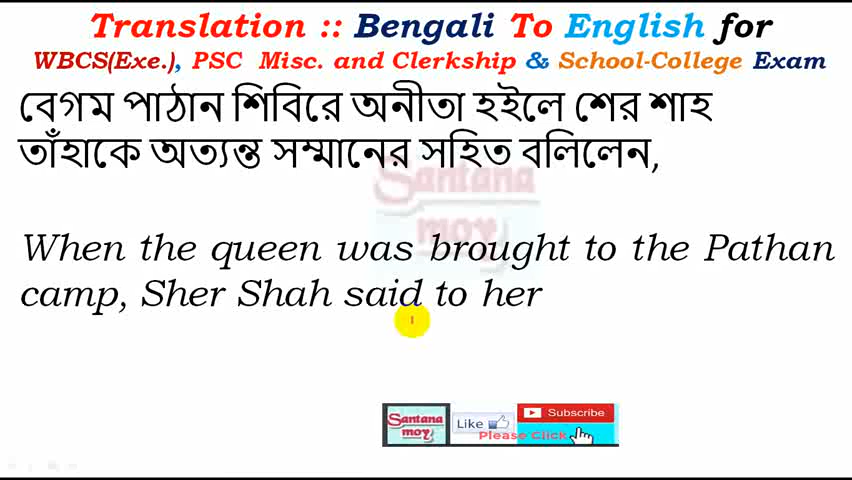 Translation :: Bengali To English for
WBCS(Exe.), PSC Misc. and Clerkship & School-College Exam
বেগম পাঠান শিবিরে অনীতা হইলে শের শাহ
তাঁহাকে অত্যন্ত সম্মানের সহিত বলিলেন,
Santana
moy
When the queen was brought to the Pathan
camp, Sher Shah said to her
Santana
moy
Like
Subscribe
Please Click